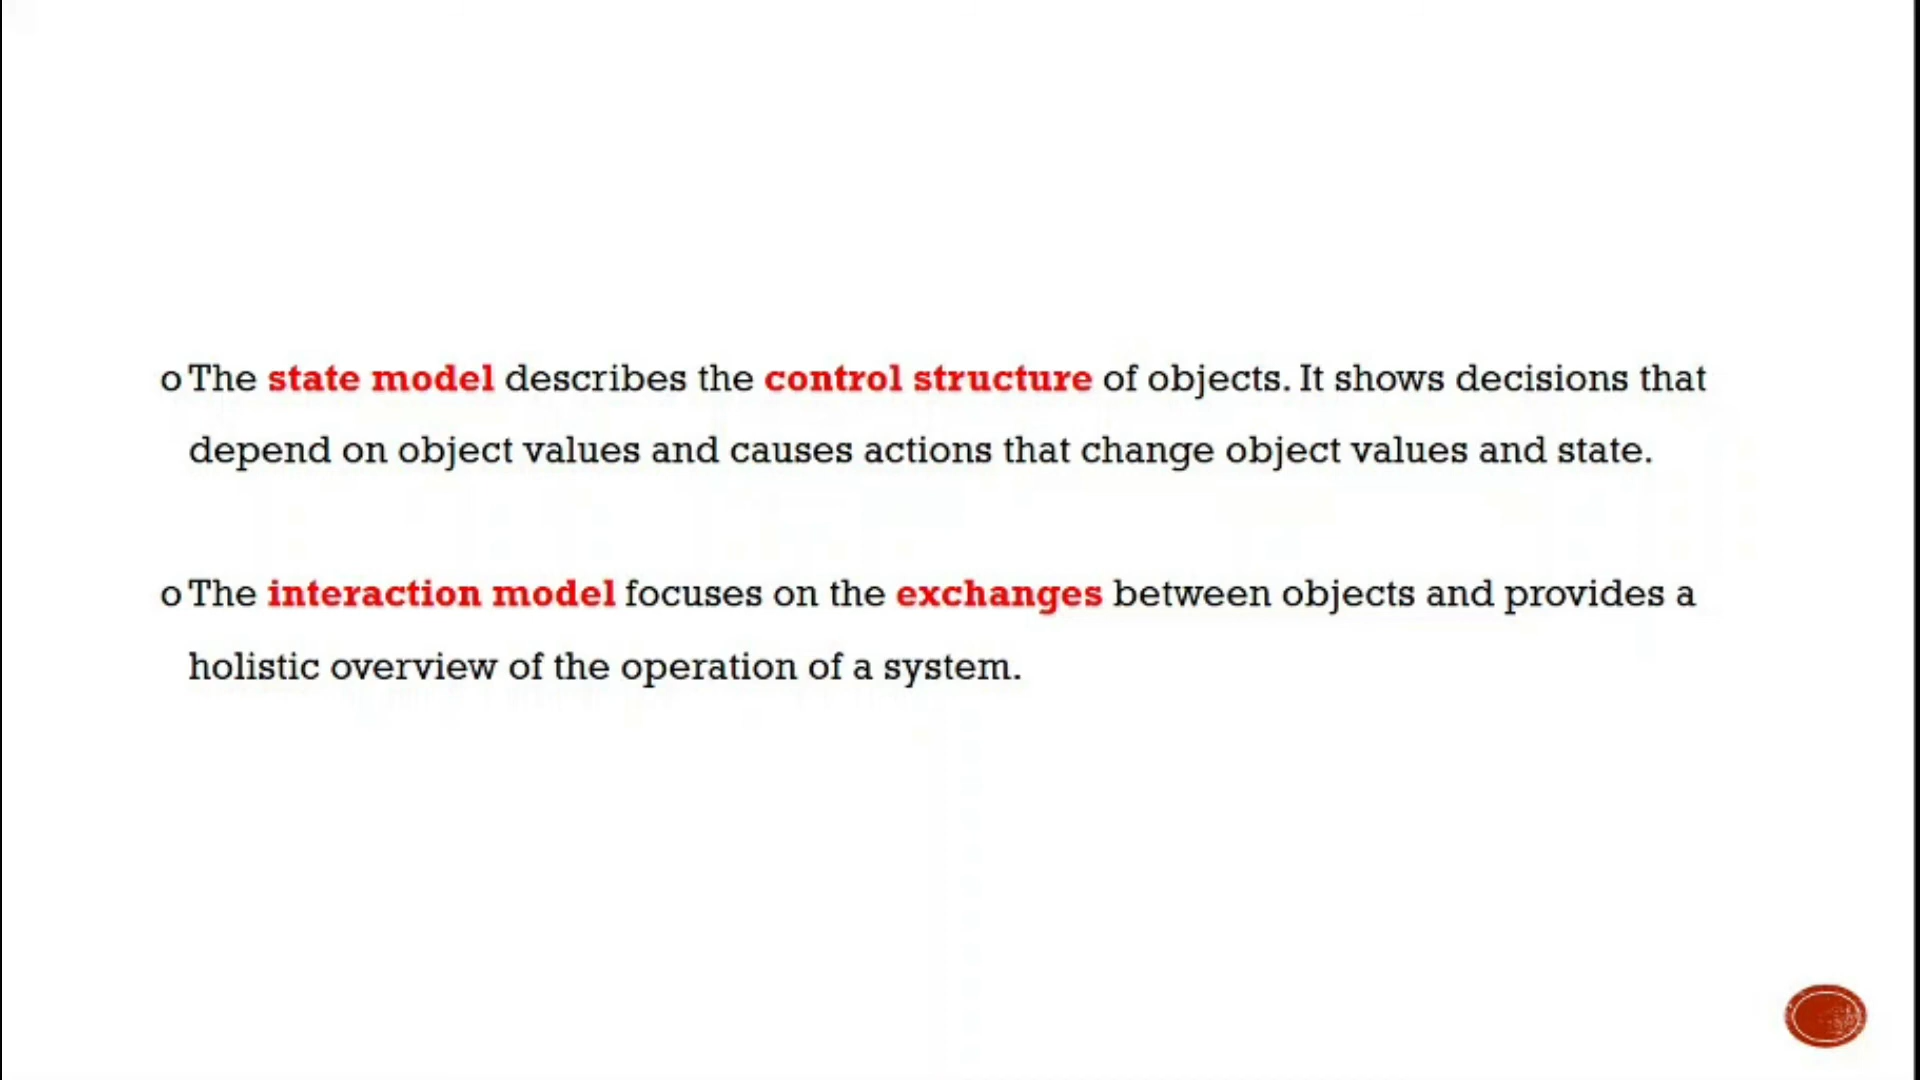 o The state model describes the control structure of objects. It shows decisions that
depend on object values and causes actions that change object values and state.
o The interaction model focuses on the exchanges between objects and provides a
holistic overview of the operation of a system.